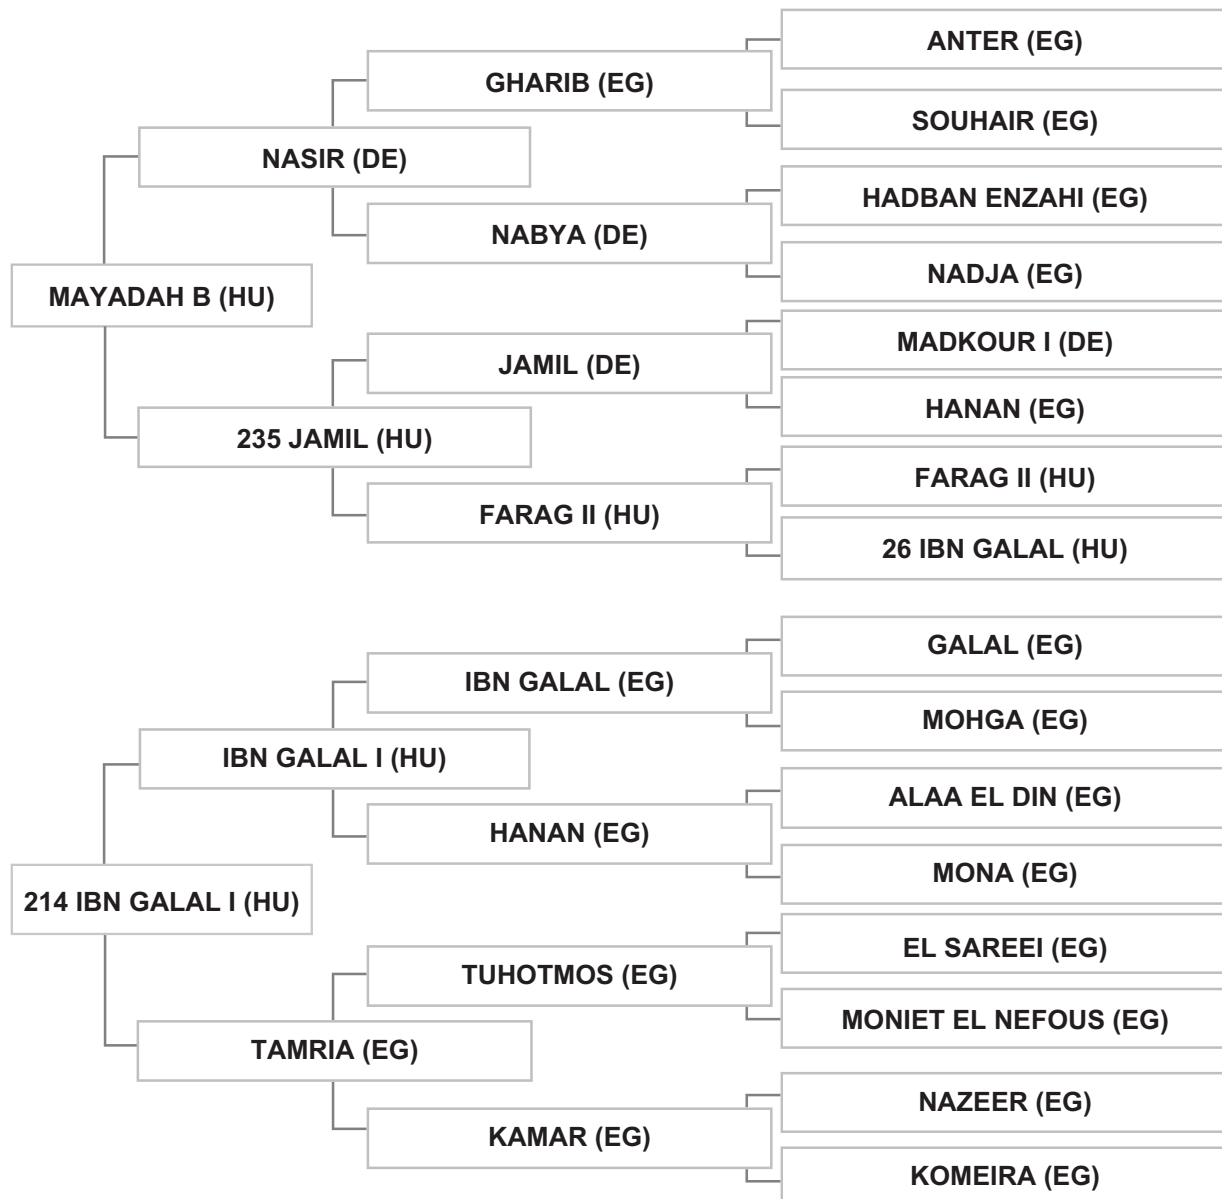 ANTER (EG)
GHARIB (EG)
SOUHAIR (EG)
NASIR (DE)
HADBAN ENZAHI (EG)
NABYA (DE)
NADJA (EG)
MAYADAH B (HU)
MADKOUR I (DE)
JAMIL (DE)
HANAN (EG)
235 JAMIL (HU)
FARAG II (HU)
FARAG II (HU)
26 IBN GALAL (HU)
GALAL (EG)
IBN GALAL (EG)
MOHGA (EG)
IBN GALAL I (HU)
ALAA EL DIN (EG)
HANAN (EG)
MONA (EG)
214 IBN GALAL I (HU)
EL SAREEI (EG)
TUHOTMOS (EG)
MONIET EL NEFOUS (EG)
TAMRIA (EG)
NAZEER (EG)
KAMAR (EG)
KOMEIRA (EG)